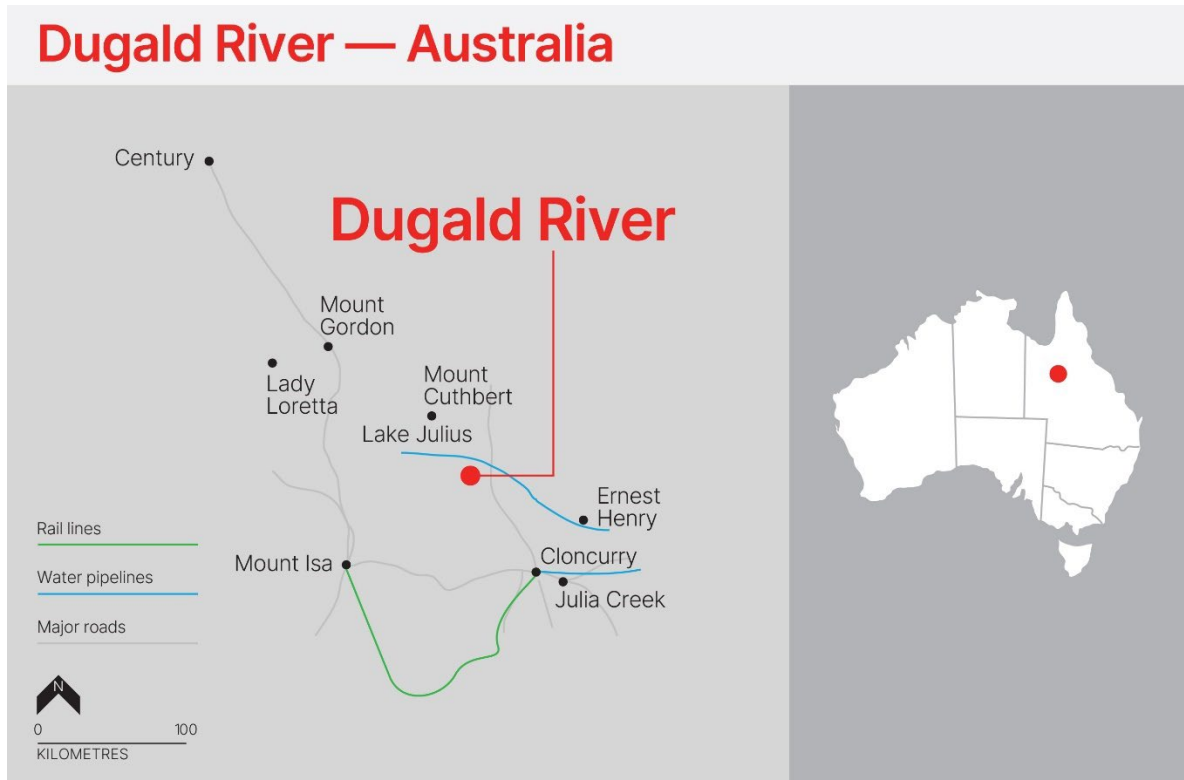 Dugald River — Australia
Century
Dugald River
Mount
Gordon
Lady
Loretta
Mount
Cuthbert
Lake Julius
Ernest
Henry
Rail lines
Mount Isa
Cloncurry
Water pipelines
Julia Creek
Major roads
N
0 100
KILOMETRES